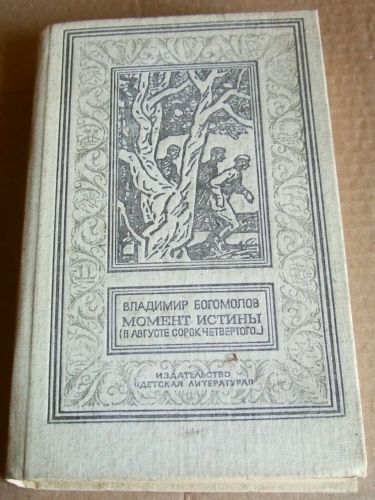 ВЛАДИМИР БОГОМОЛОВ
МОМЕНТ ИСТИНЫ
(В АВГУСТЕ СОРОК ЧЕТВЕРТОГО...)
ИЗДАТЕЛЬСТВО
«ДЕТСКАЯ ЛИТЕРАТУРА»